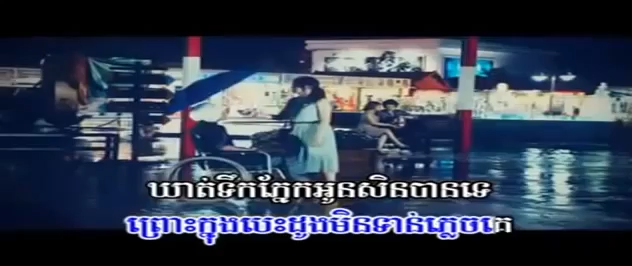 ឃាត់ទឹកភ្នែកអូនសិនបានទេ
ព្រោះក្នុងបេះដូងមិនទាន់ភ្លេចគេ